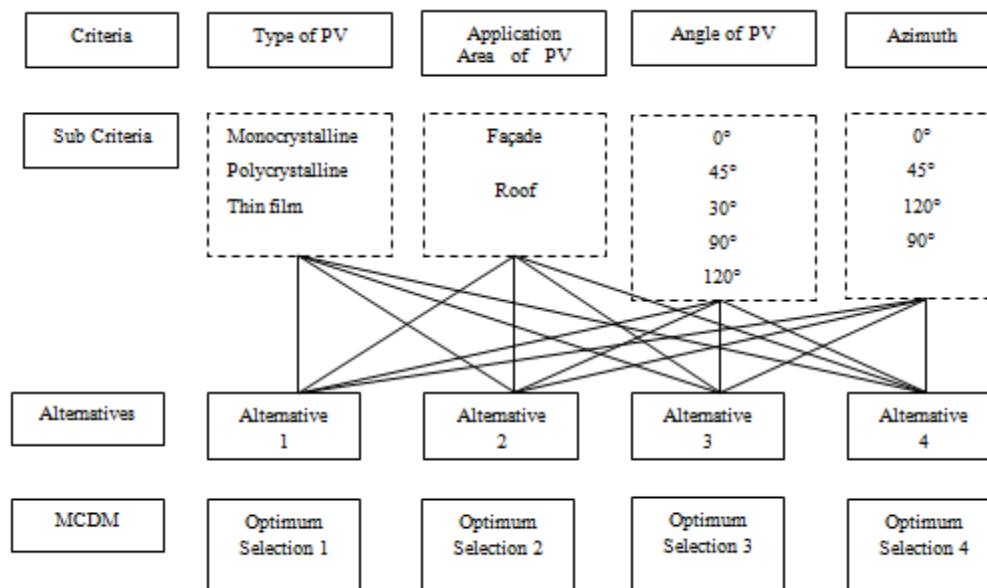 Criteria
Type of PV
Application
Area of PV
Angle of PV
Azimuth
Sub Criteria
Monocrystalline
Polycrystalline
Thin film
Façade
Roof
0°
45°
30°
90°
120°
0°
45°
120°
90°
Alternatives
Alternative
1
Alternative
2
Alternative
3
Alternative
4
MCDM
Optimum
Selection 1
Optimum
Selection 2
Optimum
Selection 3
Optimum
Selection 4